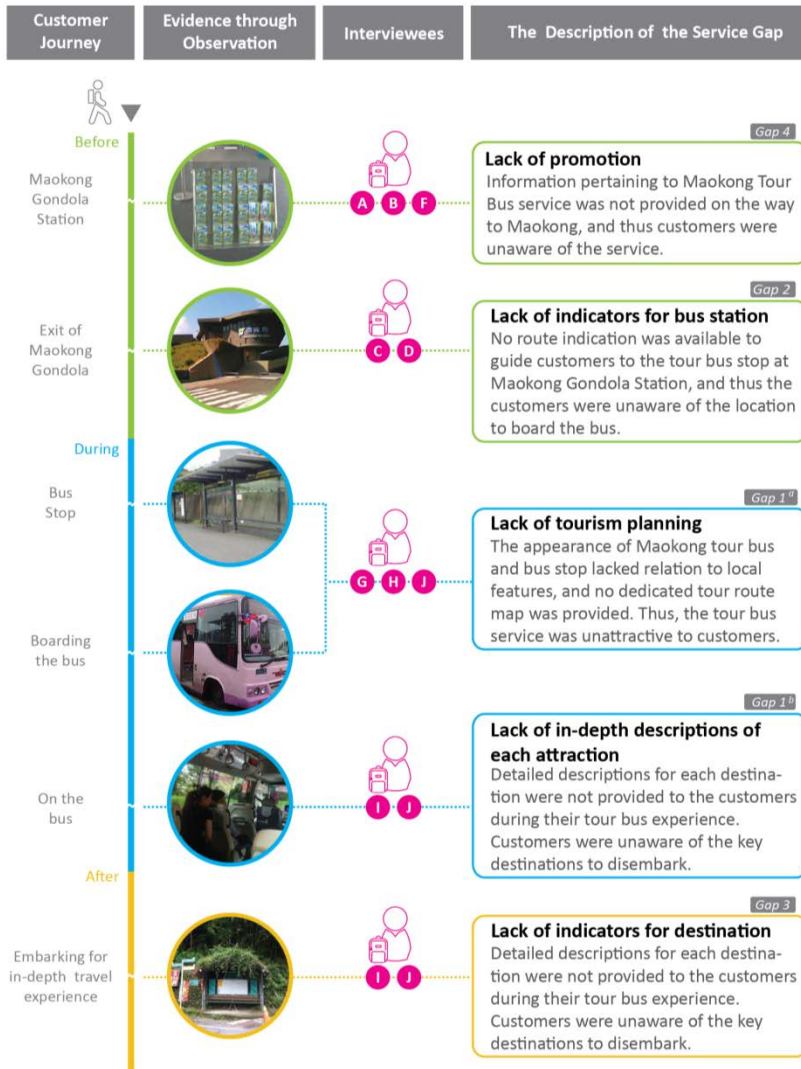 Customer
Journey
Evidence through
Observation
Interviewees
The Description of the Service Gap
Before
Maokong
Gondola
Station
A B F
Gap 4
Lack of promotion
Information pertaining to Maokong Tour
Bus service was not provided on the way
to Maokong, and thus customers were
unaware of the service.
Exit of
Maokong
Gondola
C D
Gap 2
Lack of indicators for bus station
No route indication was available to
guide customers to the tour bus stop at
Maokong Gondola Station, and thus the
customers were unaware of the location
to board the bus.
During
Bus
Stop
Boarding
the bus
G H J
Gap 1 a
Lack of tourism planning
The appearance of Maokong tour bus
and bus stop lacked relation to local
features, and no dedicated tour route
map was provided. Thus, the tour bus
service was unattractive to customers.
On the
bus
I J
Gap 1 b
Lack of in-depth descriptions of
each attraction
Detailed descriptions for each destina-
tion were not provided to the customers
during their tour bus experience.
Customers were unaware of the key
destinations to disembark.
After
Embarking for
in-depth travel
experience
I J
Gap 3
Lack of indicators for destination
Detailed descriptions for each destina-
tion were not provided to the customers
during their tour bus experience.
Customers were unaware of the key
destinations to disembark.